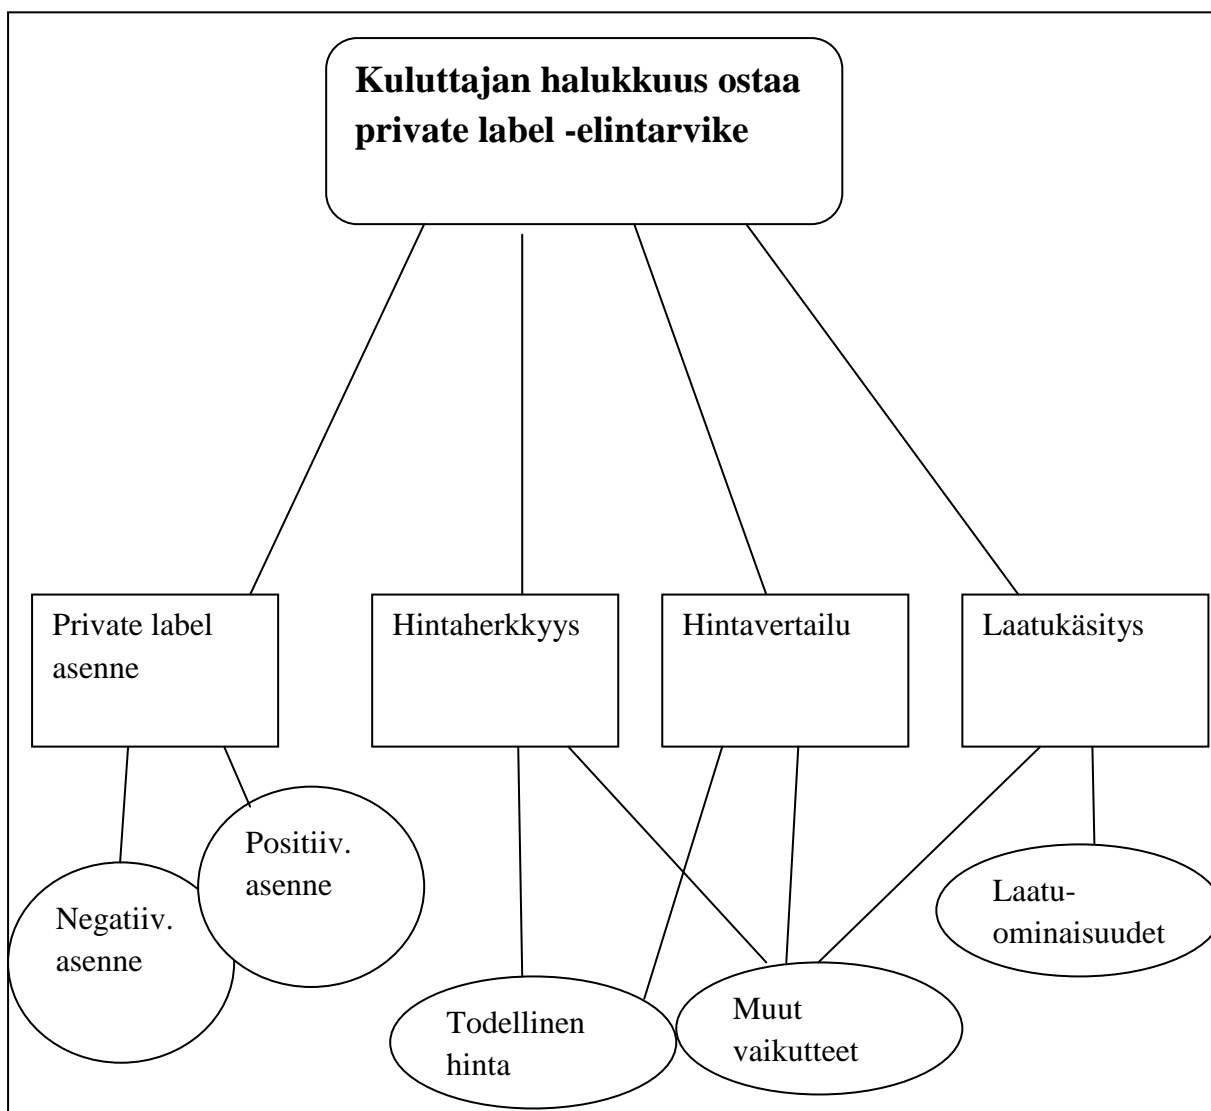 Kuluttajan halukkuus ostaa
private label -elintarvike
Private label
asenne
Hintaherkkyys
Hintavertailu
Laatukäsitys
Positiiv.
asenne
Negatiiv.
asenne
Laatu-
ominaisuudet
Todellinen
hinta
Muut
vaikutteet